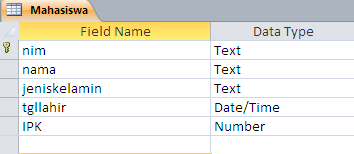 Mahasiswa
Field Name Data Type
nim Text
nama Text
jeniskelamin Text
tgllahir Date/Time
IPK Number